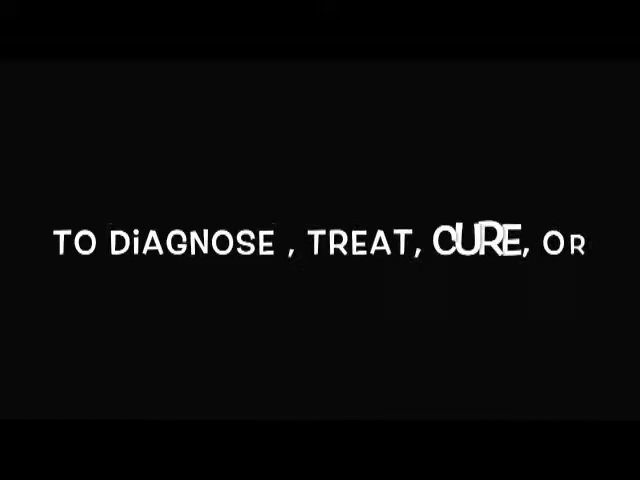 TO DiAGNOSE , TREAT, CURE, OR